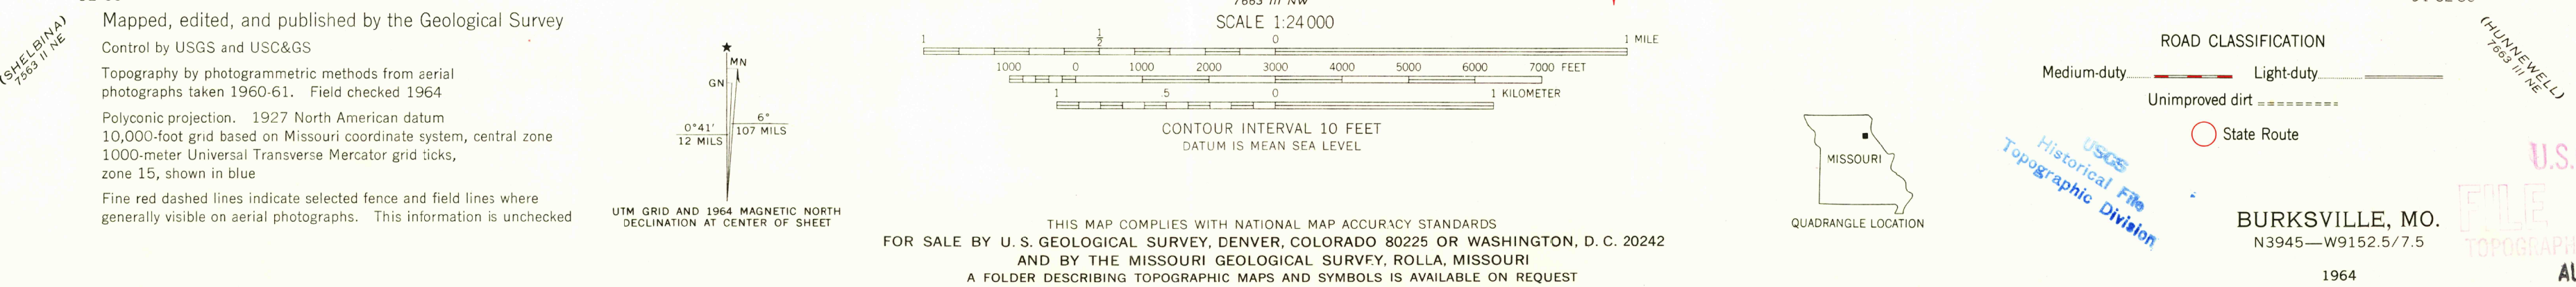 (SHELBINA)
7563 II NE
Mapped, edited, and published by the Geological Survey
Control by USGS and USC&GS
Topography by photogrammetric methods from aerial
photographs taken 1960-61. Field checked 1964
Polyconic projection. 1927 North American datum
10,000-foot grid based on Missouri coordinate system, central zone
1000-meter Universal Transverse Mercator grid ticks,
zone 15, shown in blue
Fine red dashed lines indicate selected fence and field lines where
generally visible on aerial photographs. This information is unchecked
★
MN
GN
0°41′
12 MILS
6°
107 MILS
UTM GRID AND 1964 MAGNETIC NORTH
DECLINATION AT CENTER OF SHEET
7663 III NW
SCALE 1:24 000
1 1/2 0 1 MILE
1000 0 1000 2000 3000 4000 5000 6000 7000 FEET
1 .5 0 1 KILOMETER
CONTOUR INTERVAL 10 FEET
DATUM IS MEAN SEA LEVEL
THIS MAP COMPLIES WITH NATIONAL MAP ACCURACY STANDARDS
FOR SALE BY U. S. GEOLOGICAL SURVEY, DENVER, COLORADO 80225 OR WASHINGTON, D. C. 20242
AND BY THE MISSOURI GEOLOGICAL SURVEY, ROLLA, MISSOURI
A FOLDER DESCRIBING TOPOGRAPHIC MAPS AND SYMBOLS IS AVAILABLE ON REQUEST
MISSOURI
QUADRANGLE LOCATION
ROAD CLASSIFICATION
Medium-duty Light-duty
Unimproved dirt
State Route
USGS
Historical File
Topographic Division
(HUNNEWELL)
7663 III NE
BURKSVILLE, MO.
N3945—W9152.5/7.5
1964
U.S.
FILE
TOPOGRAPH
AU